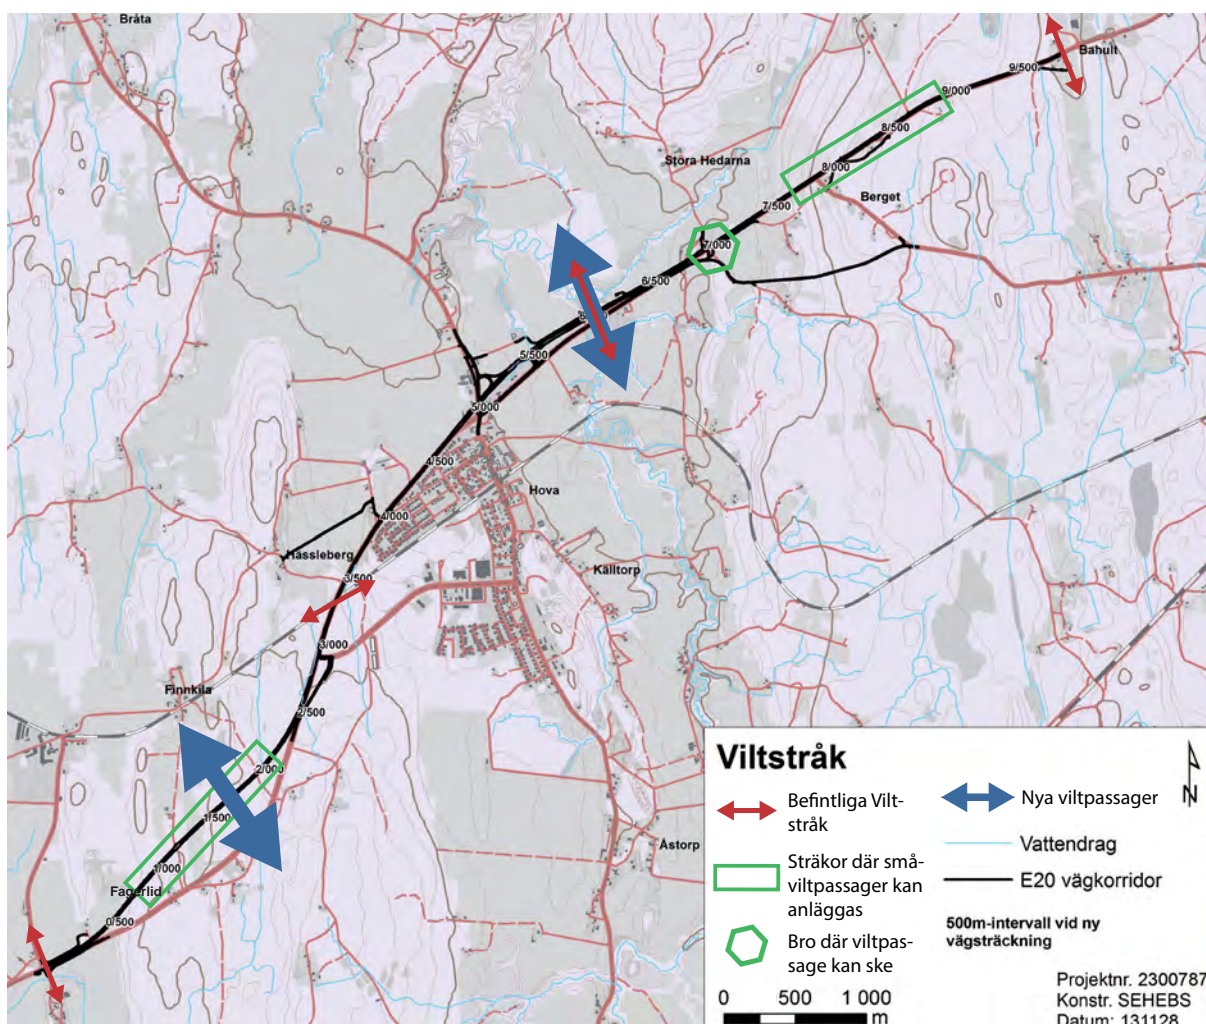 Bråta
Bahult
9/500
9/000
8/500
Stora Hedarna
8/000
Berget
7/500
7/000
6/500
5/500
5/000
4/500
Hova
4/000
Hassleberg
Källtorp
3/500
3/000
Finnkila
2/500
2/000
1/500
Åstorp
1/000
Fagerlid
0/500
Viltstråk
Befintliga Vilt-
stråk
Sträkor där små-
viltpassager kan
anläggas
Bro där viltpas-
sage kan ske
0 500 1 000
m
Nya viltpassager
Vattendrag
E20 vägkorridor
500m-intervall vid ny
vägsträckning
N
Projektnr. 2300787
Konstr. SEHEBS
Datum: 131128